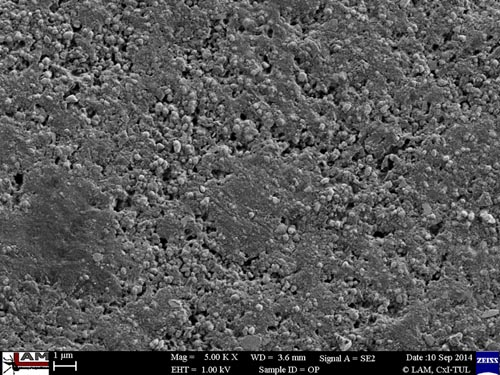 LAM
1 µm
Mag = 5.00 K X WD = 3.6 mm Signal A = SE2 Date :10 Sep 2014
EHT = 1.00 kV Sample ID = OP © LAM, CxI-TUL
ZEISS